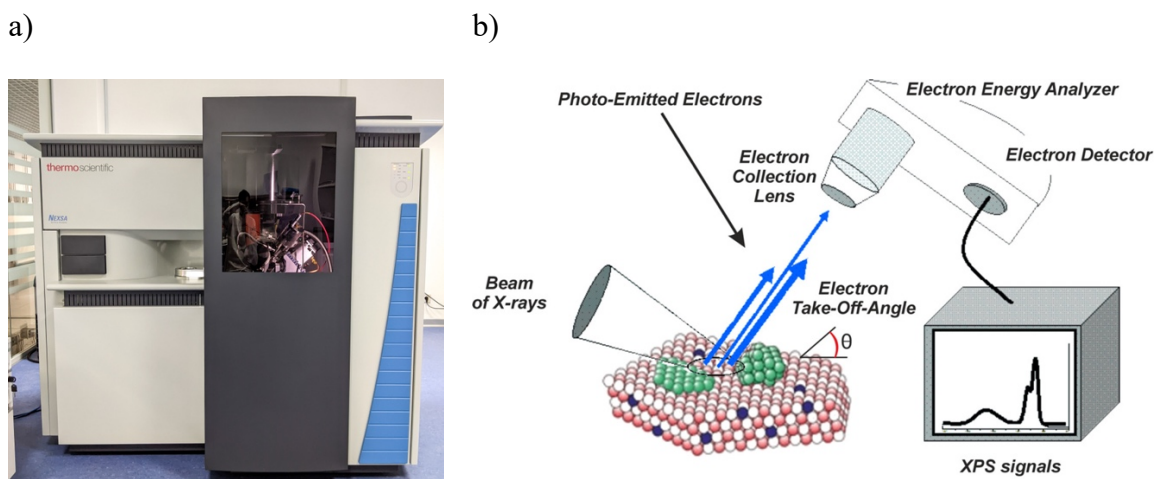 a)
b)
thermoscientific
NEXSA
Photo-Emitted Electrons
Electron Energy Analyzer
Electron
Collection
Lens
Electron Detector
Beam
of X-rays
Electron
Take-Off-Angle
θ
XPS signals